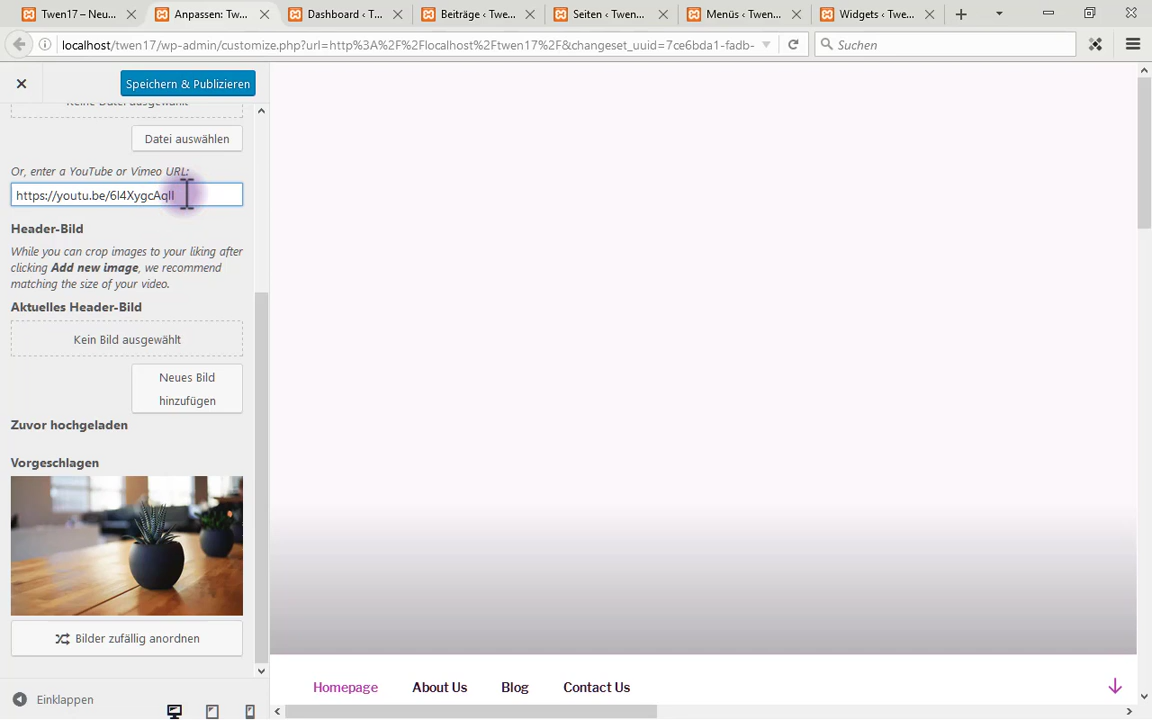 Twen17 – Neu...
Anpassen: Twe...
Dashboard ‹ T...
Beiträge ‹ Twe...
Seiten ‹ Twen...
Menüs ‹ Twen...
Widgets ‹ Twe...
localhost/twen17/wp-admin/customize.php?url=http%3A%2F%2Flocalhost%2Ftwen17%2F&changeset_uuid=7ce6bda1-fadb-
Suchen
Speichern & Publizieren
Keine Datei ausgewählt
Datei auswählen
Or, enter a YouTube or Vimeo URL:
https://youtu.be/6l4XygcAqlI
Header-Bild
While you can crop images to your liking after
clicking Add new image, we recommend
matching the size of your video.
Aktuelles Header-Bild
Kein Bild ausgewählt
Neues Bild
hinzufügen
Zuvor hochgeladen
Vorgeschlagen
Bilder zufällig anordnen
Einklappen
Homepage
About Us
Blog
Contact Us